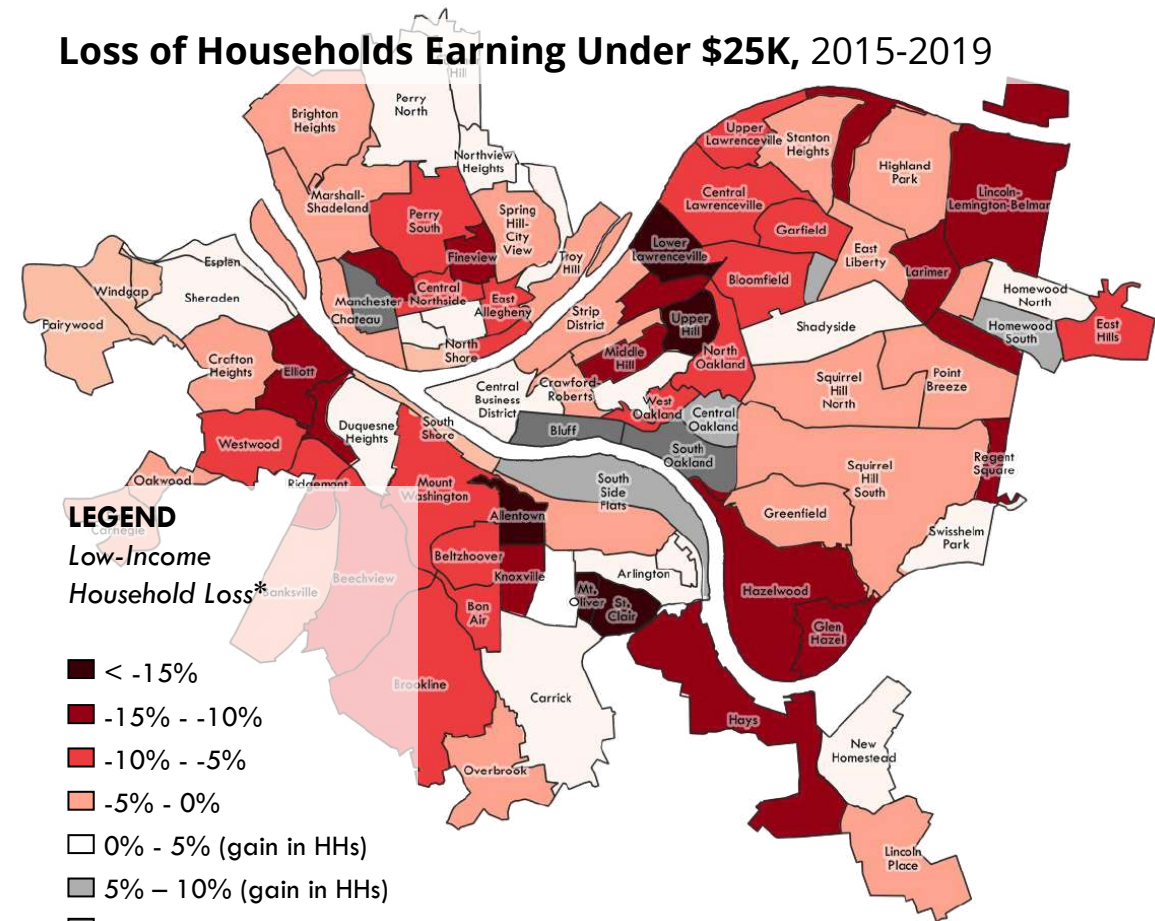 Loss of Households Earning Under $25K, 2015-2019
Hill
Perry
North
Brighton
Heights
Northview
Heights
Marshall-
Shadeland
Perry
South
Spring
Hill-
City
View
Fineview
Troy
Hill
Manchester
Chateau
Central
Northside
East
Allegheny
North
Shore
Strip
District
Upper
Lawrenceville
Stanton
Heights
Highland
Park
Lincoln-
Lemington-Belmar
Central
Lawrenceville
Garfield
Lower
Lawrenceville
East
Liberty
Larimer
Bloomfield
Homewood
North
Homewood
South
East
Hills
Upper
Hill
Shadyside
Middle
Hill
North
Oakland
Point
Breeze
Squirrel
Hill
North
Central
Business
District
Crawford-
Roberts
West
Oakland
Central
Oakland
Bluff
South
Oakland
Esplen
Windgap
Sheraden
Fairywood
Crafton
Heights
Elliott
Duquesne
Heights
South
Shore
Westwood
Oakwood
Ridgemont
Mount
Washington
South
Side
Flats
Squirrel
Hill
South
Regent
Square
Greenfield
Swisshelm
Park
Allentown
Beltzhoover
Knoxville
Arlington
Mt.
Oliver
St.
Clair
Hazelwood
Glen
Hazel
Bon
Air
Carnegie
Banksville
Beechview
Brookline
Carrick
Overbrook
Hays
New
Homestead
Lincoln
Place
LEGEND
Low-Income
Household Loss*
< -15%
-15% - -10%
-10% - -5%
-5% - 0%
0% - 5% (gain in HHs)
5% – 10% (gain in HHs)